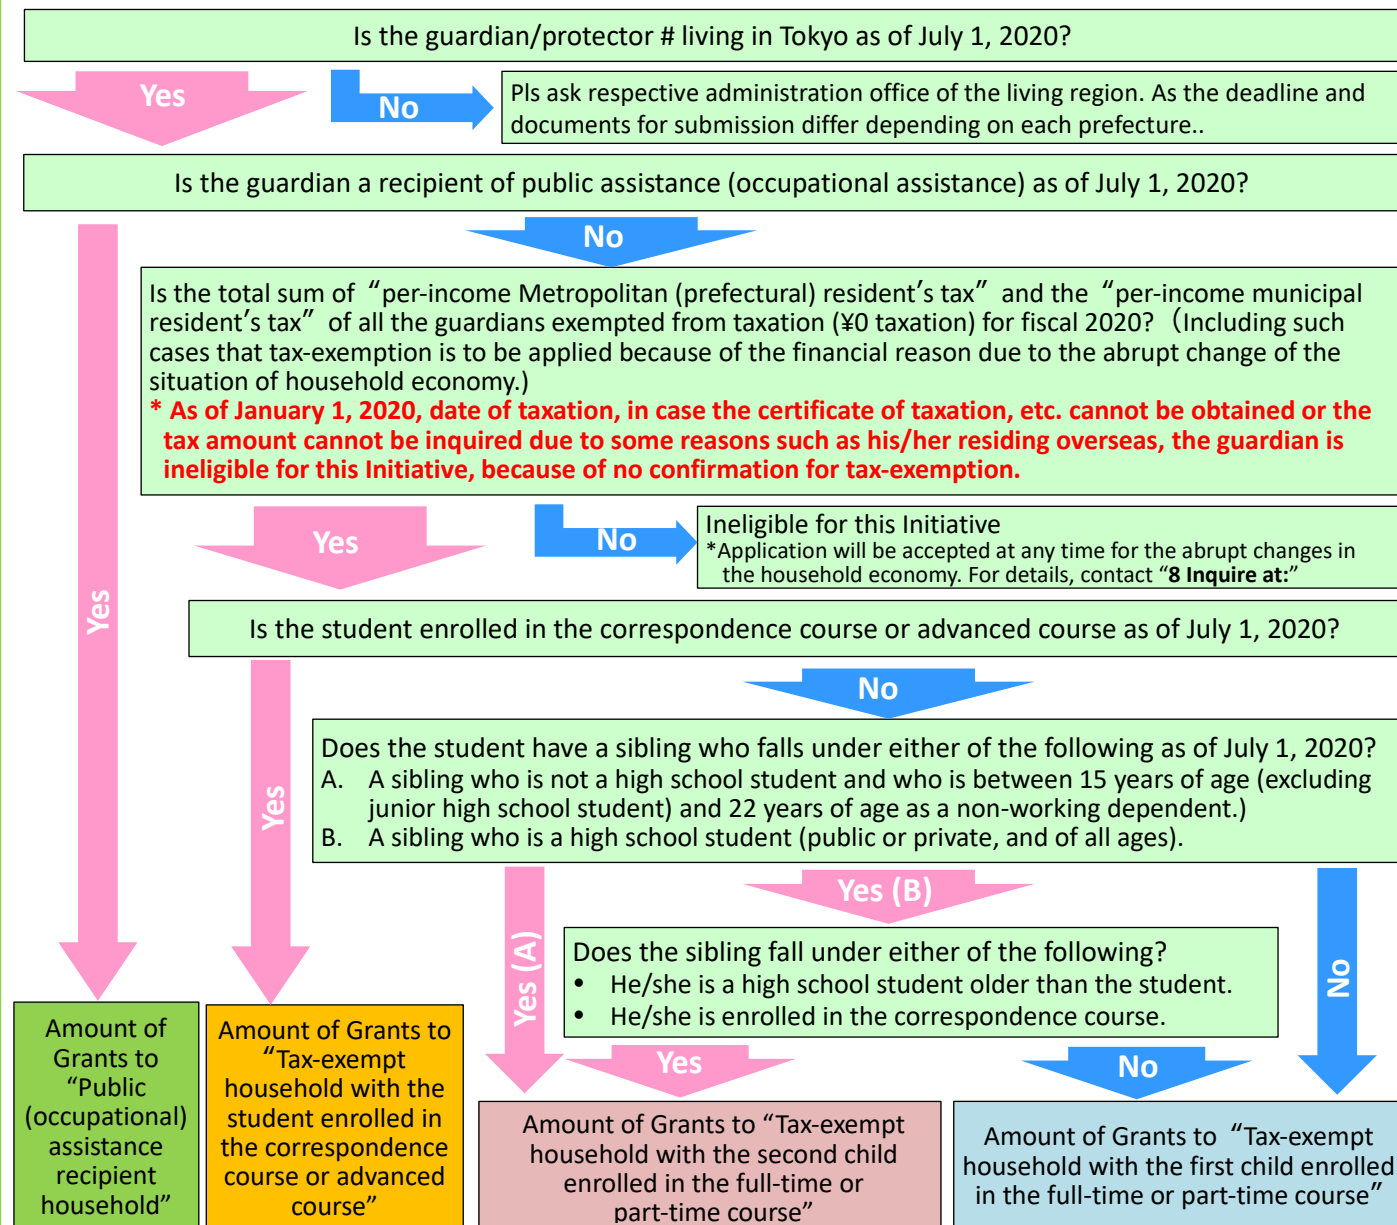 Is the guardian/protector # living in Tokyo as of July 1, 2020?
Yes
No
Pls ask respective administration office of the living region. As the deadline and
documents for submission differ depending on each prefecture..
Is the guardian a recipient of public assistance (occupational assistance) as of July 1, 2020?
No
Is the total sum of “per-income Metropolitan (prefectural) resident’s tax” and the “per-income municipal
resident’s tax” of all the guardians exempted from taxation (¥0 taxation) for fiscal 2020? (Including such
cases that tax-exemption is to be applied because of the financial reason due to the abrupt change of the
situation of household economy.)
* As of January 1, 2020, date of taxation, in case the certificate of taxation, etc. cannot be obtained or the
tax amount cannot be inquired due to some reasons such as his/her residing overseas, the guardian is
ineligible for this Initiative, because of no confirmation for tax-exemption.
Yes
No
Ineligible for this Initiative
*Application will be accepted at any time for the abrupt changes in
the household economy. For details, contact “8 Inquire at:”
Yes
Is the student enrolled in the correspondence course or advanced course as of July 1, 2020?
No
Yes
Does the student have a sibling who falls under either of the following as of July 1, 2020?
A. A sibling who is not a high school student and who is between 15 years of age (excluding
junior high school student) and 22 years of age as a non-working dependent.)
B. A sibling who is a high school student (public or private, and of all ages).
Yes (A)
Yes (B)
No
Does the sibling fall under either of the following?
• He/she is a high school student older than the student.
• He/she is enrolled in the correspondence course.
Yes
No
Amount of
Grants to
“Public
(occupational)
assistance
recipient
household”
Amount of Grants to
“Tax-exempt
household with the
student enrolled in
the correspondence
course or advanced
course”
Amount of Grants to “Tax-exempt
household with the second child
enrolled in the full-time or
part-time course”
Amount of Grants to “Tax-exempt
household with the first child enrolled
in the full-time or part-time course”